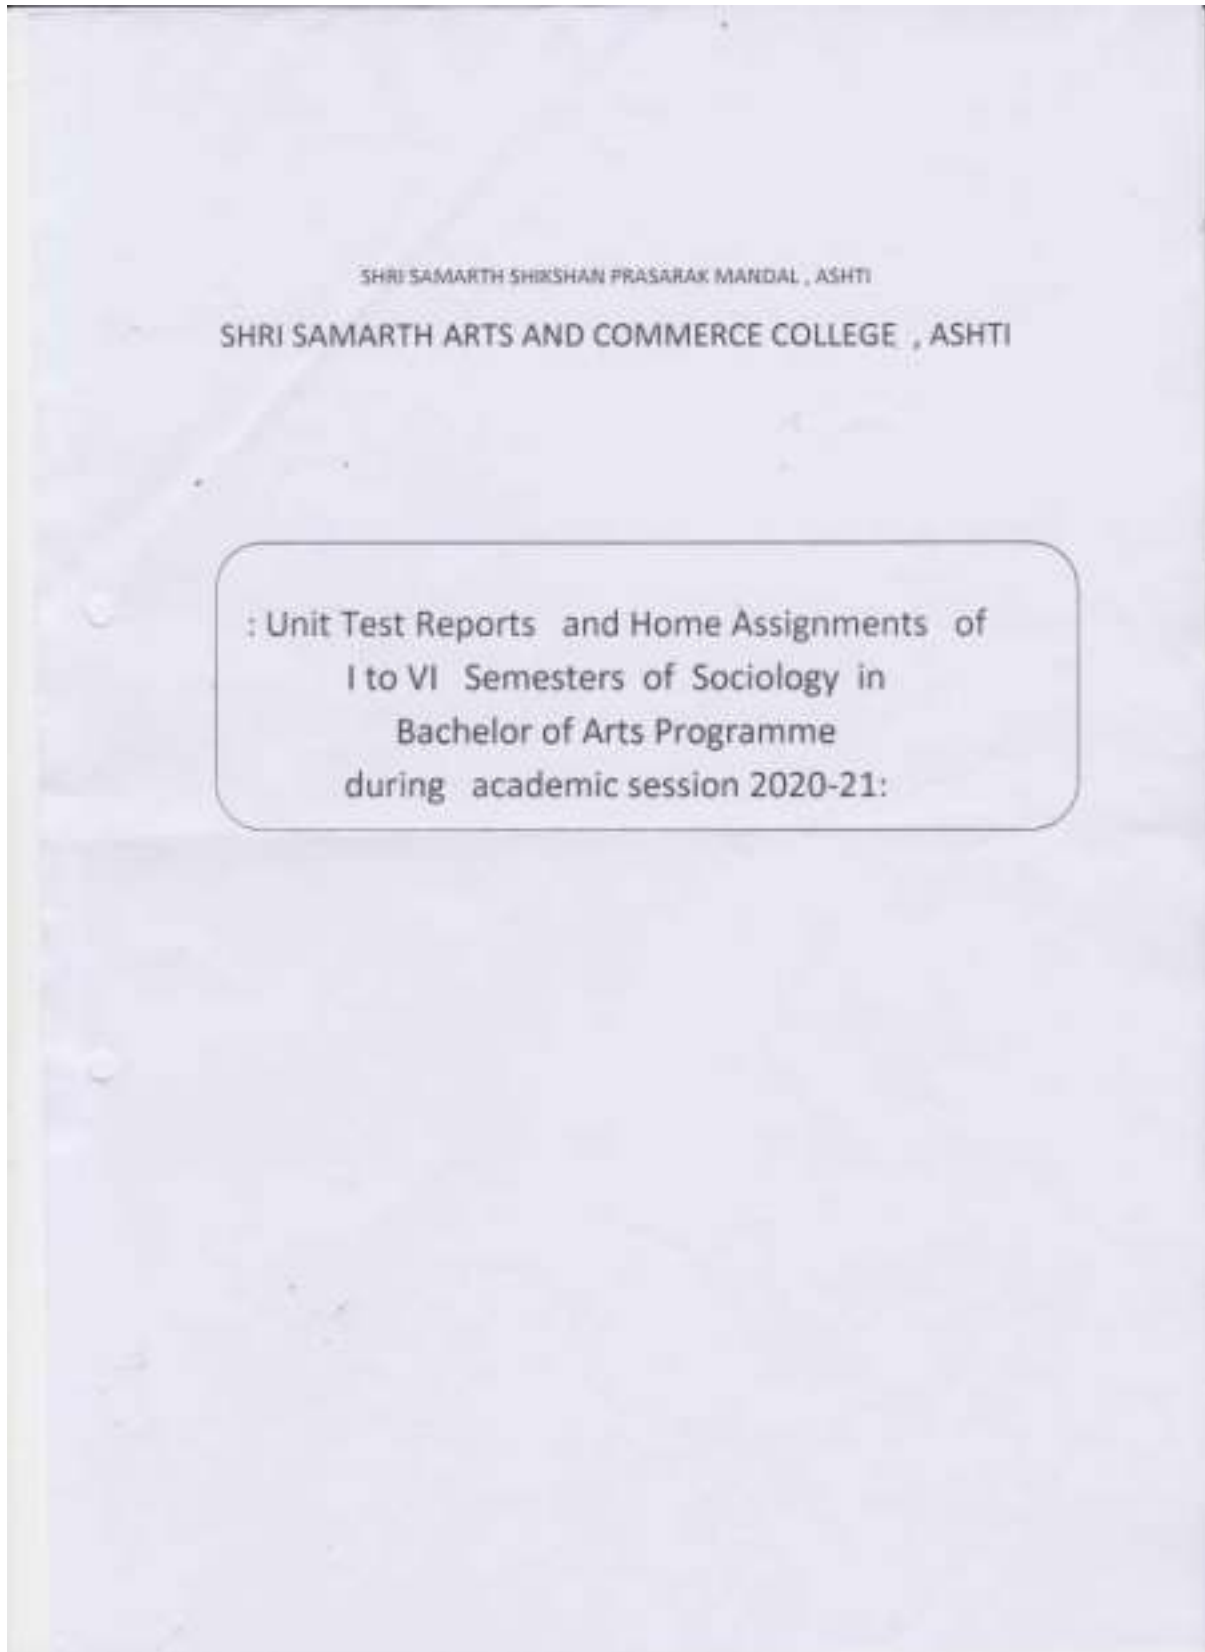 SHRI SAMARTH SHIKSHAN PRASARAK MANDAL , ASHTI
SHRI SAMARTH ARTS AND COMMERCE COLLEGE , ASHTI
: Unit Test Reports and Home Assignments of
I to VI Semesters of Sociology in
Bachelor of Arts Programme
during academic session 2020-21: